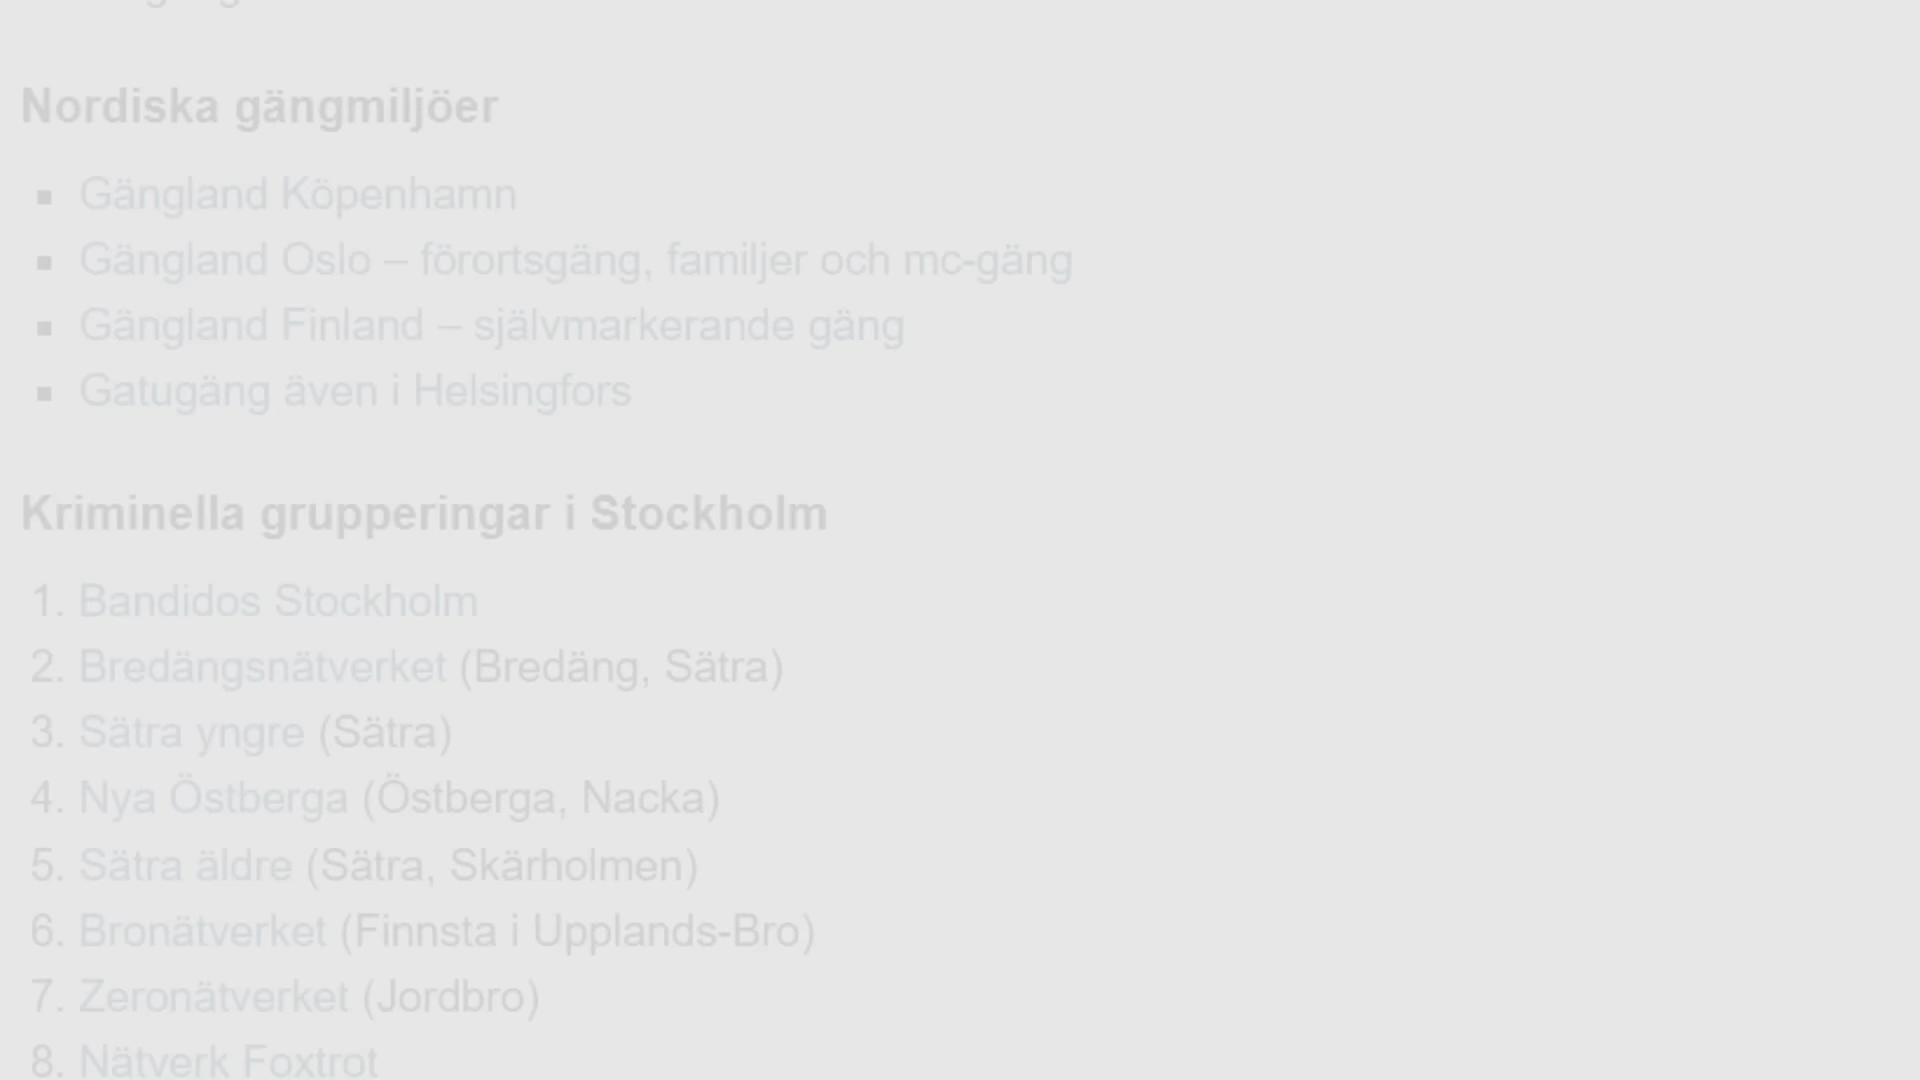 Nordiska gängmiljöer
▪ Gängland Köpenhamn
▪ Gängland Oslo – förortsgäng, familjer och mc-gäng
▪ Gängland Finland – självmarkerande gäng
▪ Gatugäng även i Helsingfors
Kriminella grupperingar i Stockholm
1. Bandidos Stockholm
2. Bredängsnätverket (Bredäng, Sätra)
3. Sätra yngre (Sätra)
4. Nya Östberga (Östberga, Nacka)
5. Sätra äldre (Sätra, Skärholmen)
6. Bronätverket (Finnsta i Upplands-Bro)
7. Zeronätverket (Jordbro)
8. Nätverk Foxtrot